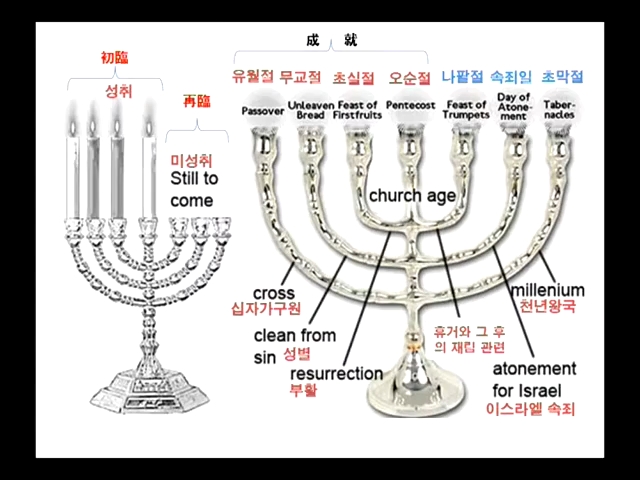 成 就
初臨
성취
再臨
미성취
Still to
come
유월절 무교절 초실절 오순절 나팔절 속죄일 초막절
Passover
Unleaven
Bread
Feast of
Firstfruits
Pentecost
Feast of
Trumpets
Day of
Atone-
ment
Taber-
nacles
church age
cross
십자가구원
clean from
sin 성별
resurrection
부활
휴거와 그 후
의 재림 관련
millenium
천년왕국
atonement
for Israel
이스라엘 속죄